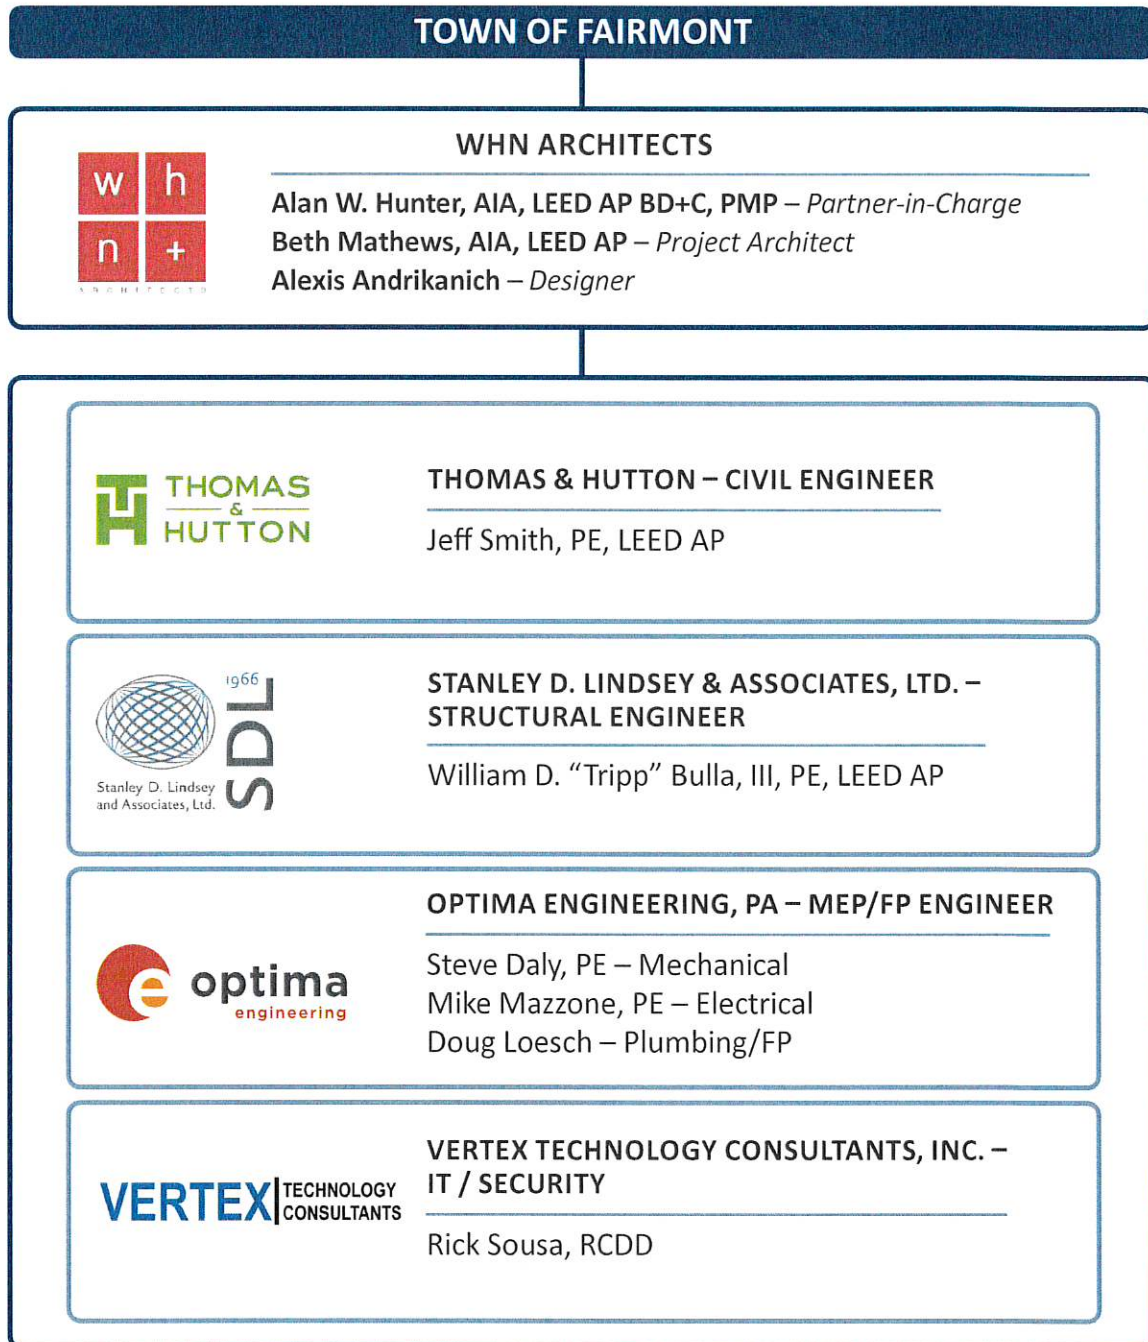 TOWN OF FAIRMONT
WHN ARCHITECTS
w h
n +
ARCHITECTS
Alan W. Hunter, AIA, LEED AP BD+C, PMP – Partner-in-Charge
Beth Mathews, AIA, LEED AP – Project Architect
Alexis Andrikanich – Designer
THOMAS
&
HUTTON
THOMAS & HUTTON – CIVIL ENGINEER
Jeff Smith, PE, LEED AP
1966
SDL
Stanley D. Lindsey
and Associates, Ltd.
STANLEY D. LINDSEY & ASSOCIATES, LTD. –
STRUCTURAL ENGINEER
William D. “Tripp” Bulla, III, PE, LEED AP
e optima
engineering
OPTIMA ENGINEERING, PA – MEP/FP ENGINEER
Steve Daly, PE – Mechanical
Mike Mazzone, PE – Electrical
Doug Loesch – Plumbing/FP
VERTEX TECHNOLOGY
CONSULTANTS
VERTEX TECHNOLOGY CONSULTANTS, INC. –
IT / SECURITY
Rick Sousa, RCDD